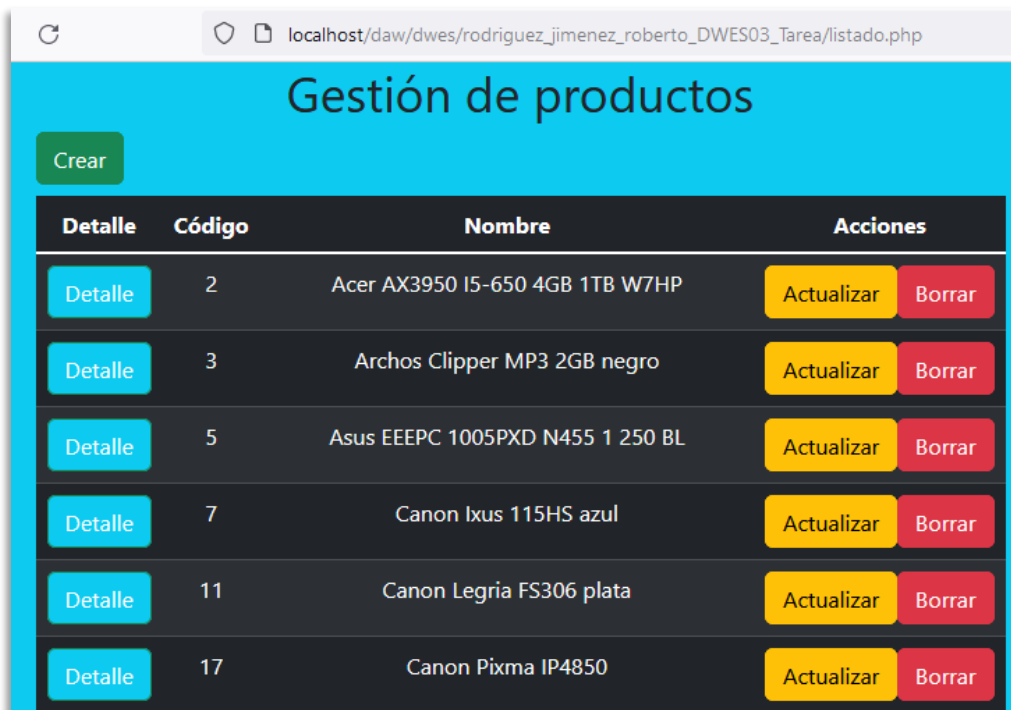 localhost/daw/dwes/rodriguez_jimenez_roberto_DWES03_Tarea/listado.php
Gestión de productos
Crear
Detalle Código Nombre Acciones
Detalle 2 Acer AX3950 I5-650 4GB 1TB W7HP Actualizar Borrar
Detalle 3 Archos Clipper MP3 2GB negro Actualizar Borrar
Detalle 5 Asus EEEPC 1005PXD N455 1 250 BL Actualizar Borrar
Detalle 7 Canon Ixus 115HS azul Actualizar Borrar
Detalle 11 Canon Legria FS306 plata Actualizar Borrar
Detalle 17 Canon Pixma IP4850 Actualizar Borrar